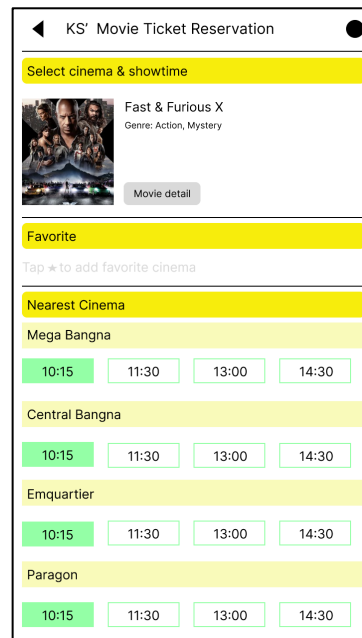 KS’ Movie Ticket Reservation
Select cinema & showtime
Fast & Furious X
Genre: Action, Mystery
Movie detail
Favorite
Tap ★ to add favorite cinema
Nearest Cinema
Mega Bangna
10:15 11:30 13:00 14:30
Central Bangna
10:15 11:30 13:00 14:30
Emquartier
10:15 11:30 13:00 14:30
Paragon
10:15 11:30 13:00 14:30